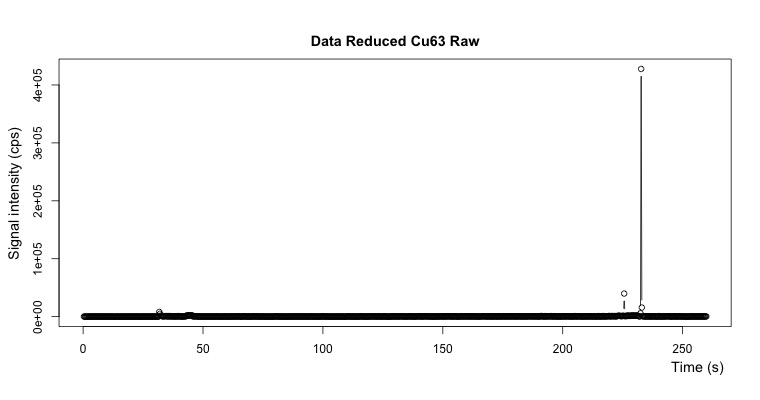 Data Reduced Cu63 Raw
Signal intensity (cps)
4e+05
3e+05
2e+05
1e+05
0e+00
0 50 100 150 200 250
Time (s)